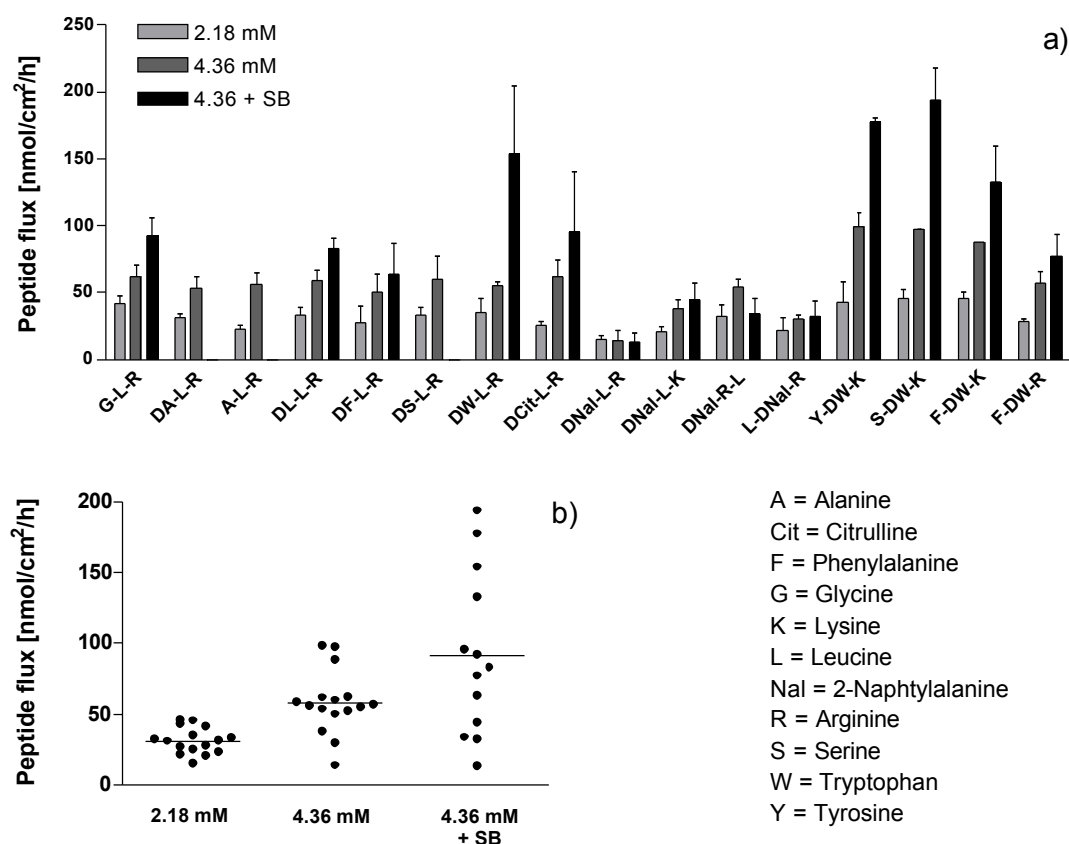 a)
Peptide flux [nmol/cm²/h]
250
200
150
100
50
0
2.18 mM
4.36 mM
4.36 + SB
G-L-R
DA-L-R
A-L-R
DL-L-R
DF-L-R
DS-L-R
DW-L-R
DCit-L-R
DNal-L-R
DNal-L-K
DNal-R-L
L-DNal-R
Y-DW-K
S-DW-K
F-DW-K
F-DW-R
b)
Peptide flux [nmol/cm²/h]
200
150
100
50
0
2.18 mM
4.36 mM
4.36 mM
+ SB
A = Alanine
Cit = Citrulline
F = Phenylalanine
G = Glycine
K = Lysine
L = Leucine
Nal = 2-Naphtylalanine
R = Arginine
S = Serine
W = Tryptophan
Y = Tyrosine